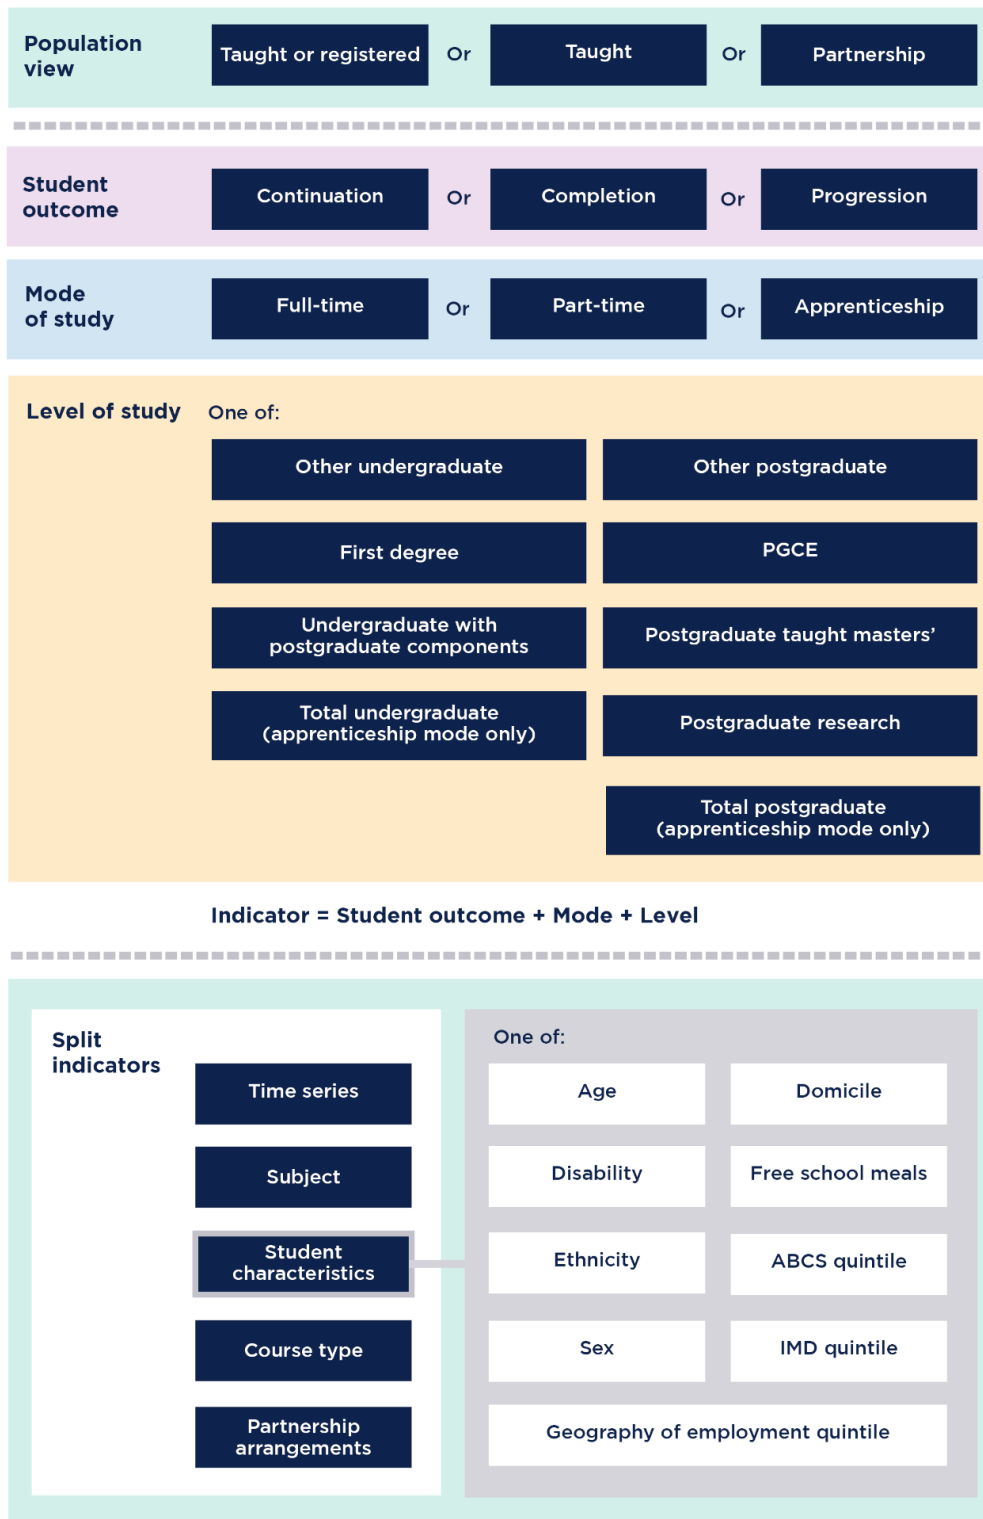 Population
view
Taught or registered
Or
Taught
Or
Partnership
Student
outcome
Continuation
Or
Completion
Or
Progression
Mode
of study
Full-time
Or
Part-time
Or
Apprenticeship
Level of study
One of:
Other undergraduate
Other postgraduate
First degree
PGCE
Undergraduate with
postgraduate components
Postgraduate taught masters’
Total undergraduate
(apprenticeship mode only)
Postgraduate research
Total postgraduate
(apprenticeship mode only)
Indicator = Student outcome + Mode + Level
Split
indicators
Time series
Subject
Student
characteristics
Course type
Partnership
arrangements
One of:
Age
Domicile
Disability
Free school meals
Ethnicity
ABCS quintile
Sex
IMD quintile
Geography of employment quintile